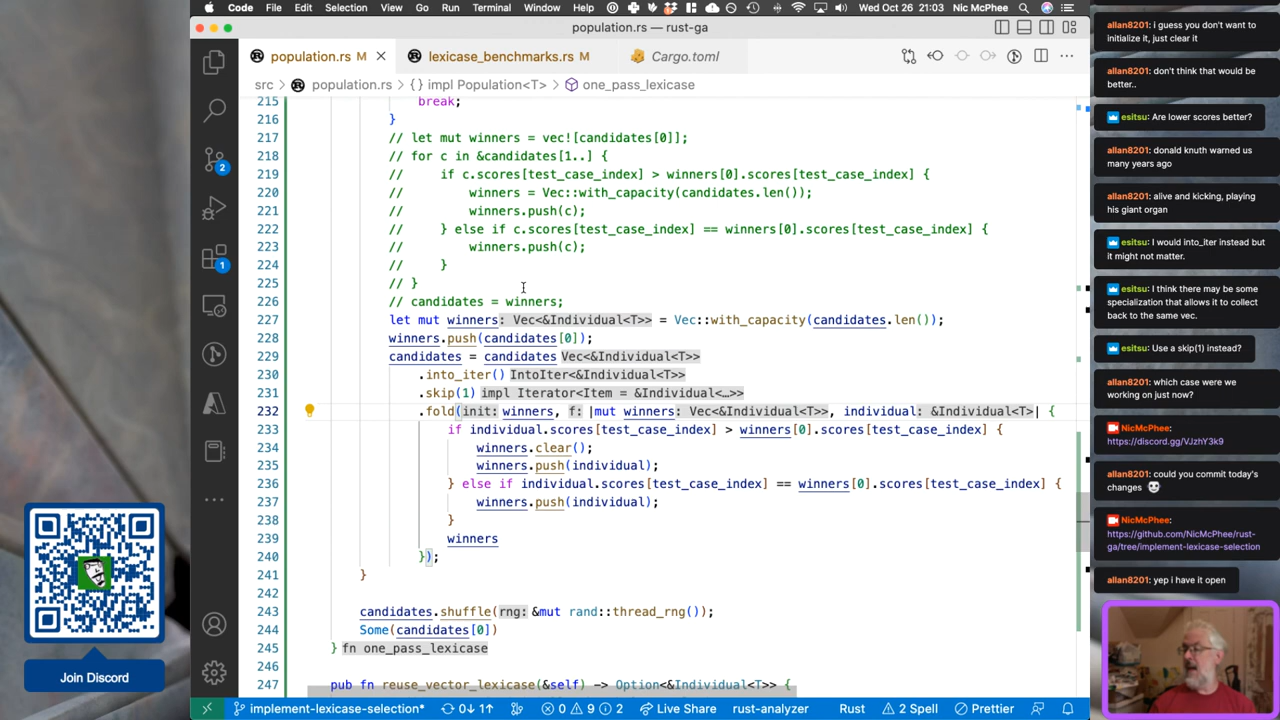 Code File Edit Selection View Go Run Terminal Window Help Wed Oct 26 21:03 Nic McPhee
population.rs — rust-ga
population.rs M lexicase_benchmarks.rs M Cargo.toml
src > population.rs > {} impl Population<T> > one_pass_lexicase
215 break;
216 }
217 // let mut winners = vec![candidates[0]];
218 // for c in &candidates[1..] {
219 // if c.scores[test_case_index] > winners[0].scores[test_case_index] {
220 // winners = Vec::with_capacity(candidates.len());
221 // winners.push(c);
222 // } else if c.scores[test_case_index] == winners[0].scores[test_case_index] {
223 // winners.push(c);
224 // }
225 // }
226 // candidates = winners;
227 let mut winners: Vec<&Individual<T>> = Vec::with_capacity(candidates.len());
228 winners.push(candidates[0]);
229 candidates = candidates Vec<&Individual<T>>
230 .into_iter() IntoIter<&Individual<T>>
231 .skip(1) impl Iterator<Item = &Individual<…>>
232 .fold(init: winners, f: |mut winners: Vec<&Individual<T>>, individual: &Individual<T>| {
233 if individual.scores[test_case_index] > winners[0].scores[test_case_index] {
234 winners.clear();
235 winners.push(individual);
236 } else if individual.scores[test_case_index] == winners[0].scores[test_case_index] {
237 winners.push(individual);
238 }
239 winners
240 });
241 }
242
243 candidates.shuffle(rng: &mut rand::thread_rng());
244 Some(candidates[0])
245 } fn one_pass_lexicase
246
247 pub fn reuse_vector_lexicase(&self) -> Option<&Individual<T>> {
2
1
implement-lexicase-selection* 0↓ 1↑ 0 9 2 Live Share rust-analyzer Rust 2 Spell Prettier
Join Discord
allan8201: i guess you don't want to
initialize it, just clear it
allan8201: don't think that would be
better..
esitsu: Are lower scores better?
allan8201: donald knuth warned us
many years ago
allan8201: alive and kicking, playing
his giant organ
esitsu: I would into_iter instead but
it might not matter.
esitsu: I think there may be some
specialization that allows it to collect
back to the same vec.
esitsu: Use a skip(1) instead?
allan8201: which case were we
working on just now?
NicMcPhee:
https://discord.gg/VJzhY3k9
allan8201: could you commit today's
changes
NicMcPhee:
https://github.com/NicMcPhee/rust-
ga/tree/implement-lexicase-selection
allan8201: yep i have it open